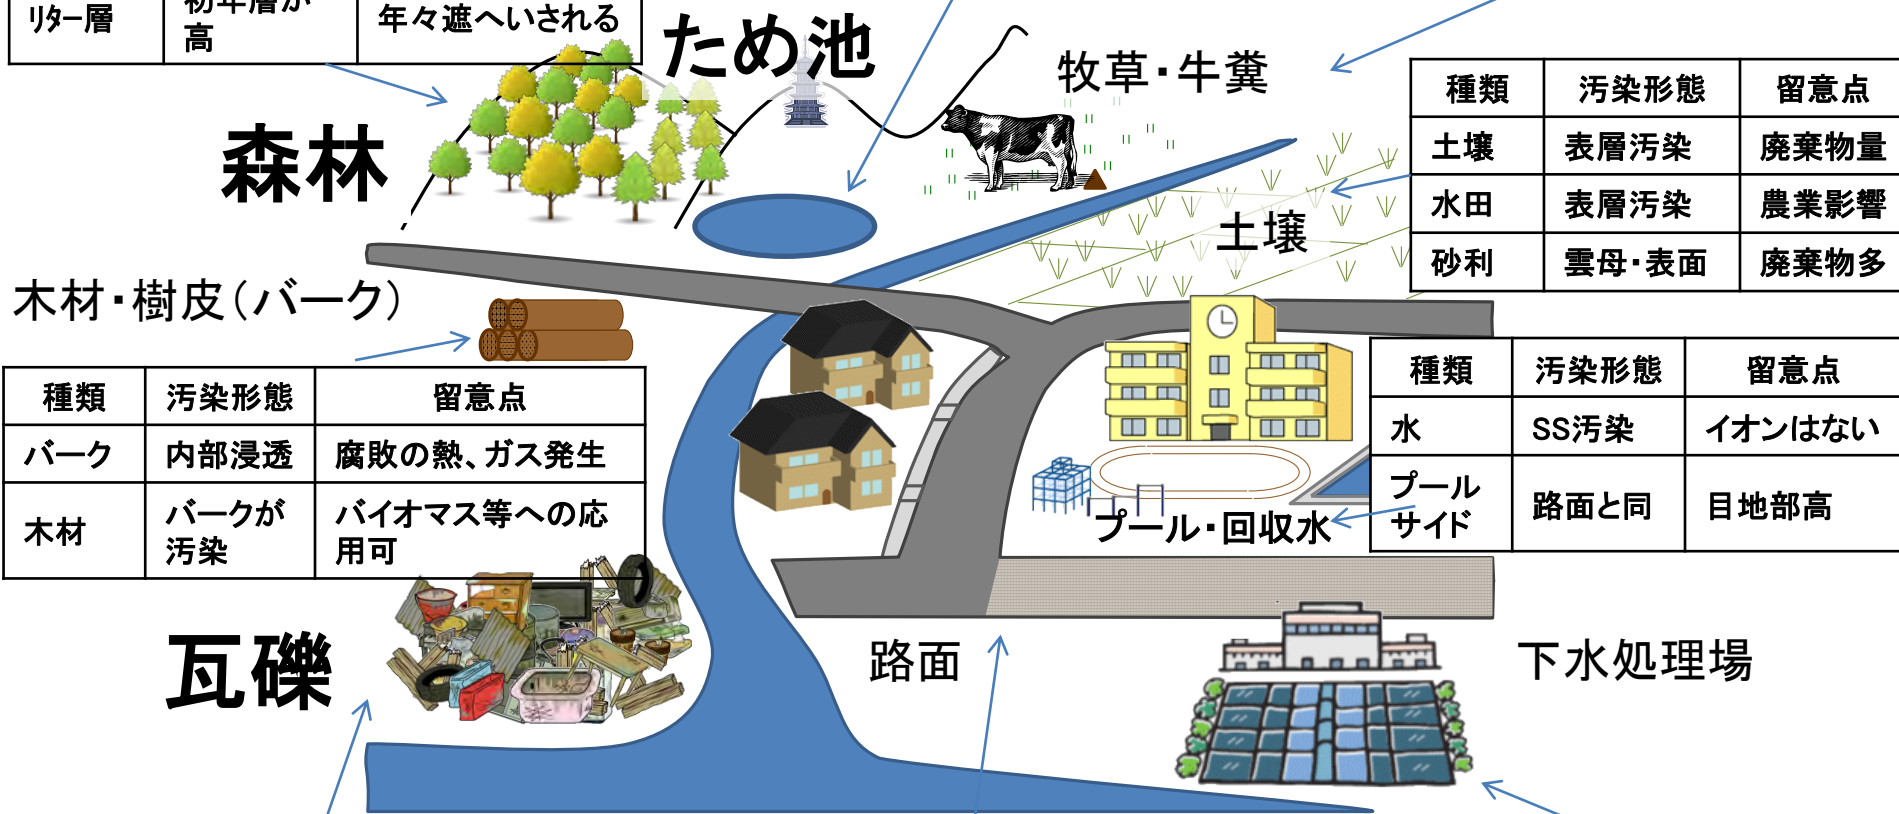 リター層 初年層が高 年々遮へいされる
ため池
牧草・牛糞
森林
種類 汚染形態 留意点
土壌 表層汚染 廃棄物量
水田 表層汚染 農業影響
砂利 雲母・表面 廃棄物多
土壌
木材・樹皮(バーク)
種類 汚染形態 留意点
バーク 内部浸透 腐敗の熱、ガス発生
木材 バークが汚染 バイオマス等への応用可
種類 汚染形態 留意点
水 SS汚染 イオンはない
プールサイド 路面と同 目地部高
プール・回収水
瓦礫
路面
下水処理場